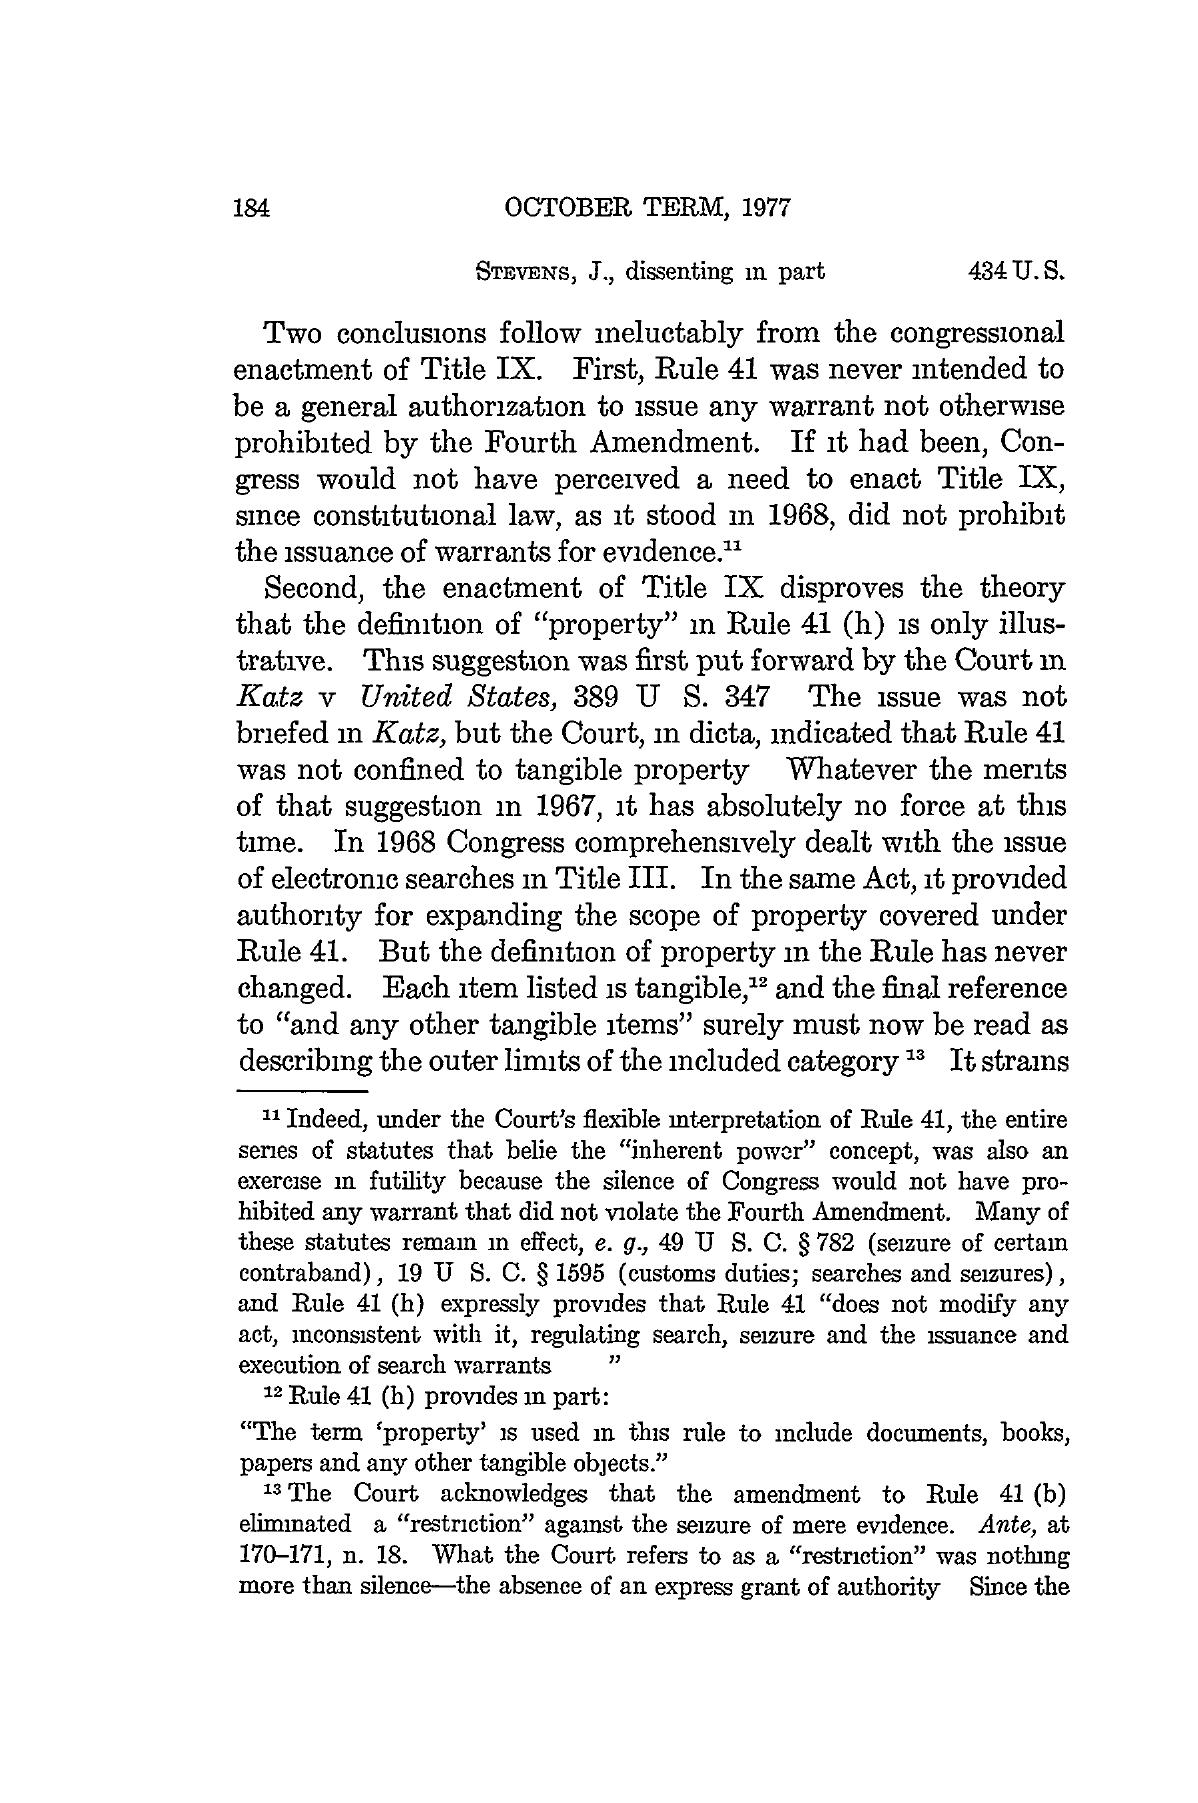 184 OCTOBER TERM, 1977
STEVENS, J., dissenting in part 434 U. S.
Two conclusions follow ineluctably from the congressional
enactment of Title IX. First, Rule 41 was never intended to
be a general authorization to issue any warrant not otherwise
prohibited by the Fourth Amendment. If it had been, Con-
gress would not have perceived a need to enact Title IX,
since constitutional law, as it stood in 1968, did not prohibit
the issuance of warrants for evidence.¹¹
Second, the enactment of Title IX disproves the theory
that the definition of “property” in Rule 41 (h) is only illus-
trative. This suggestion was first put forward by the Court in
Katz v United States, 389 U S. 347 The issue was not
briefed in Katz, but the Court, in dicta, indicated that Rule 41
was not confined to tangible property Whatever the merits
of that suggestion in 1967, it has absolutely no force at this
time. In 1968 Congress comprehensively dealt with the issue
of electronic searches in Title III. In the same Act, it provided
authority for expanding the scope of property covered under
Rule 41. But the definition of property in the Rule has never
changed. Each item listed is tangible,¹² and the final reference
to “and any other tangible items” surely must now be read as
describing the outer limits of the included category ¹³ It strains
¹¹ Indeed, under the Court’s flexible interpretation of Rule 41, the entire
series of statutes that belie the “inherent power” concept, was also an
exercise in futility because the silence of Congress would not have pro-
hibited any warrant that did not violate the Fourth Amendment. Many of
these statutes remain in effect, e. g., 49 U S. C. § 782 (seizure of certain
contraband), 19 U S. C. § 1595 (customs duties; searches and seizures),
and Rule 41 (h) expressly provides that Rule 41 “does not modify any
act, inconsistent with it, regulating search, seizure and the issuance and
execution of search warrants ”
¹² Rule 41 (h) provides in part:
“The term ‘property’ is used in this rule to include documents, books,
papers and any other tangible objects.”
¹³ The Court acknowledges that the amendment to Rule 41 (b)
eliminated a “restriction” against the seizure of mere evidence. Ante, at
170–171, n. 18. What the Court refers to as a “restriction” was nothing
more than silence—the absence of an express grant of authority Since the